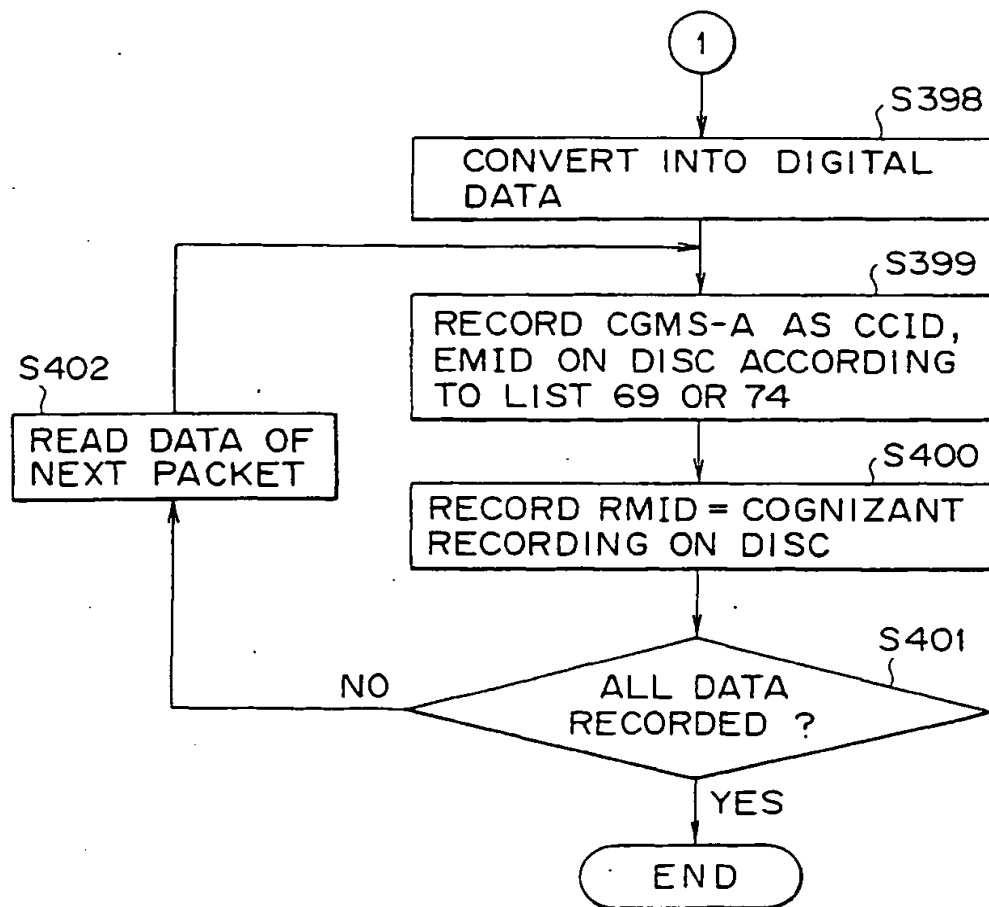 1
S398
CONVERT INTO DIGITAL
DATA
S399
RECORD CGMS-A AS CCID,
EMID ON DISC ACCORDING
TO LIST 69 OR 74
S402
READ DATA OF
NEXT PACKET
S400
RECORD RMID = COGNIZANT
RECORDING ON DISC
S401
NO
ALL DATA
RECORDED ?
YES
END